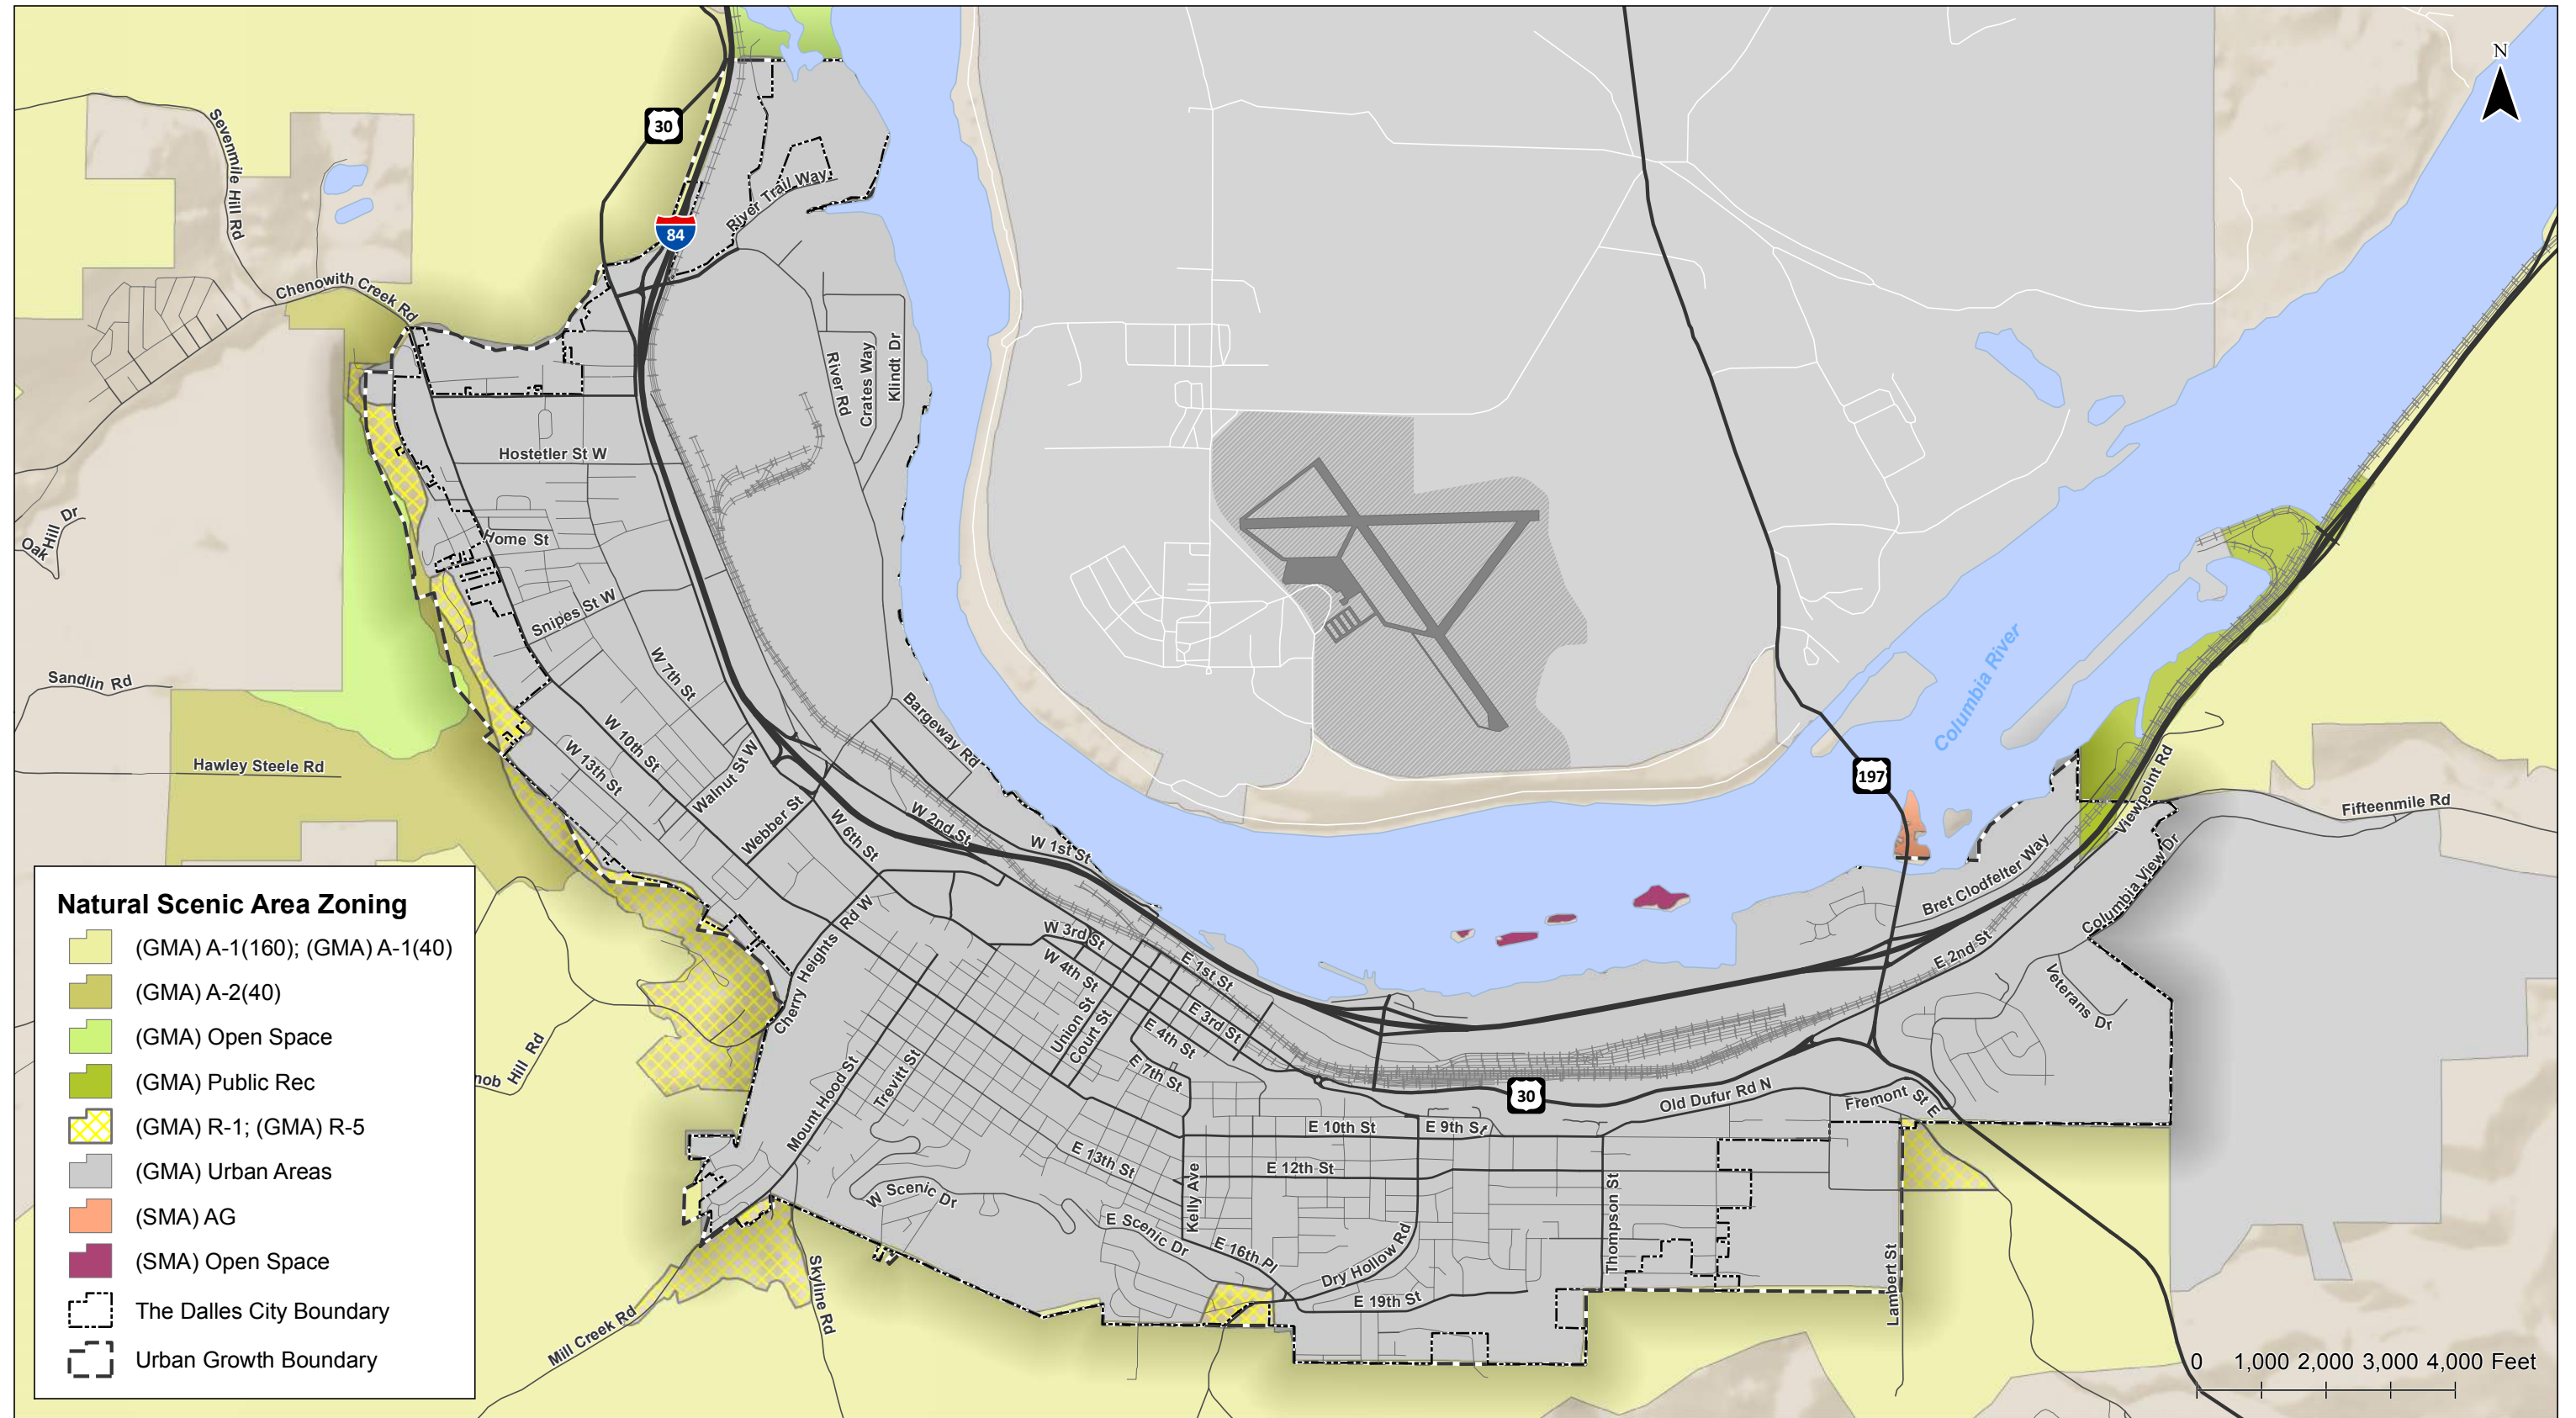 N
30
Sevenmile Hill Rd
River Trail Way
84
Chenowith Creek Rd
River Rd
Crates Way
Klindt Dr
Hostetler St W
Oak Hill Dr
Home St
Snipes St W
Sandlin Rd
W 7th St
Columbia River
Bargeway Rd
W 10th St
W 13th St
Walnut St W
Hawley Steele Rd
197
Viewpoint Rd
Fifteenmile Rd
Webber St
W 6th St
W 2nd St
W 1st St
Bret Clodfelter Way
Columbia View Dr
Cherry Heights Rd W
W 3rd St
W 4th St
E 1st St
E 2nd St
Veterans Dr
Union St
Court St
E 3rd St
E 4th St
E 7th St
nob Hill Rd
Mount Hood St
Trevitt St
30
Old Dufur Rd N
Fremont St E
E 10th St
E 9th St
E 13th St
E 12th St
Kelly Ave
Thompson St
W Scenic Dr
E Scenic Dr
E 16th Pl
Dry Hollow Rd
E 19th St
Lambert St
Skyline Rd
Mill Creek Rd
Natural Scenic Area Zoning
(GMA) A-1(160); (GMA) A-1(40)
(GMA) A-2(40)
(GMA) Open Space
(GMA) Public Rec
(GMA) R-1; (GMA) R-5
(GMA) Urban Areas
(SMA) AG
(SMA) Open Space
The Dalles City Boundary
Urban Growth Boundary
0 1,000 2,000 3,000 4,000 Feet